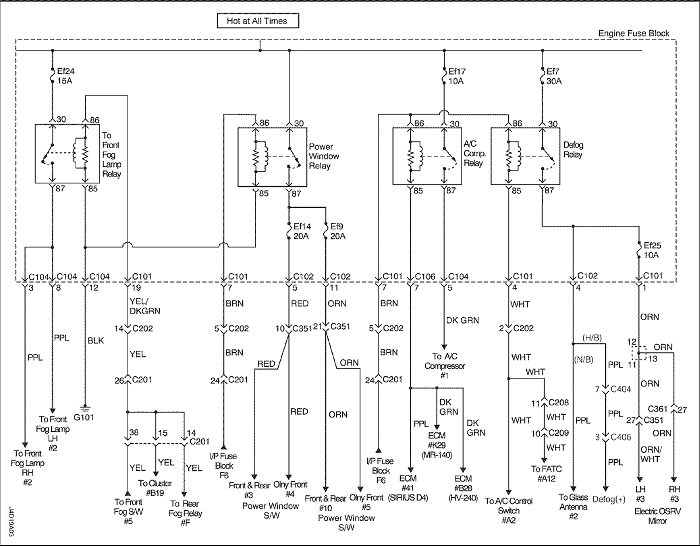 Hot at All Times
Engine Fuse Block
Ef24
15A
Ef17
10A
Ef7
30A
30
86
To
Front
Fog
Lamp
Relay
87
85
86
30
Power
Window
Relay
85
87
86
30
A/C
Comp.
Relay
85
87
86
30
Defog
Relay
85
87
Ef14
20A
Ef9
20A
Ef25
10A
C104
C104
C104
C101
C101
C102
C102
C101
C106
C104
C101
C102
C101
3
8
12
19
7
5
11
7
7
5
4
4
1
YEL/
DKGRN
BRN
RED
ORN
BRN
WHT
ORN
DK GRN
14
C202
5
C202
10
C351
21
C351
5
C202
2
C202
PPL
PPL
BLK
YEL
BRN
RED
ORN
BRN
WHT
WHT
(H/B)
(N/B)
PPL
12
11
13
To A/C
Compressor
#1
26
C201
24
C201
24
C201
G101
RED
ORN
PPL
DK
GRN
DK
GRN
11
C208
WHT
10
C209
WHT
7
C404
PPL
3
C406
PPL
ORN
27
C351
ORN/
WHT
C361
27
ORN
To Front
Fog Lamp
LH
#2
To Front
Fog Lamp
RH
#2
38
15
14
C201
YEL
YEL
YEL
To Cluster
#B19
To Front
Fog S/W
#5
To Rear
Fog Relay
#F
I/P Fuse
Block
F6
Front & Rear
#3
Olny Front
#4
Power Window
S/W
Front & Rear
#10
Olny Front
#5
Power Window
S/W
I/P Fuse
Block
F6
ECM
#41
(SIRIUS D4)
ECM
#K29
(MR-140)
ECM
#B28
(HV-240)
To FATC
#A12
To A/C Control
Switch
#A2
To Glass
Antenna
#2
Defog(+)
LH
#3
RH
#3
Electric OSRV
Mirror